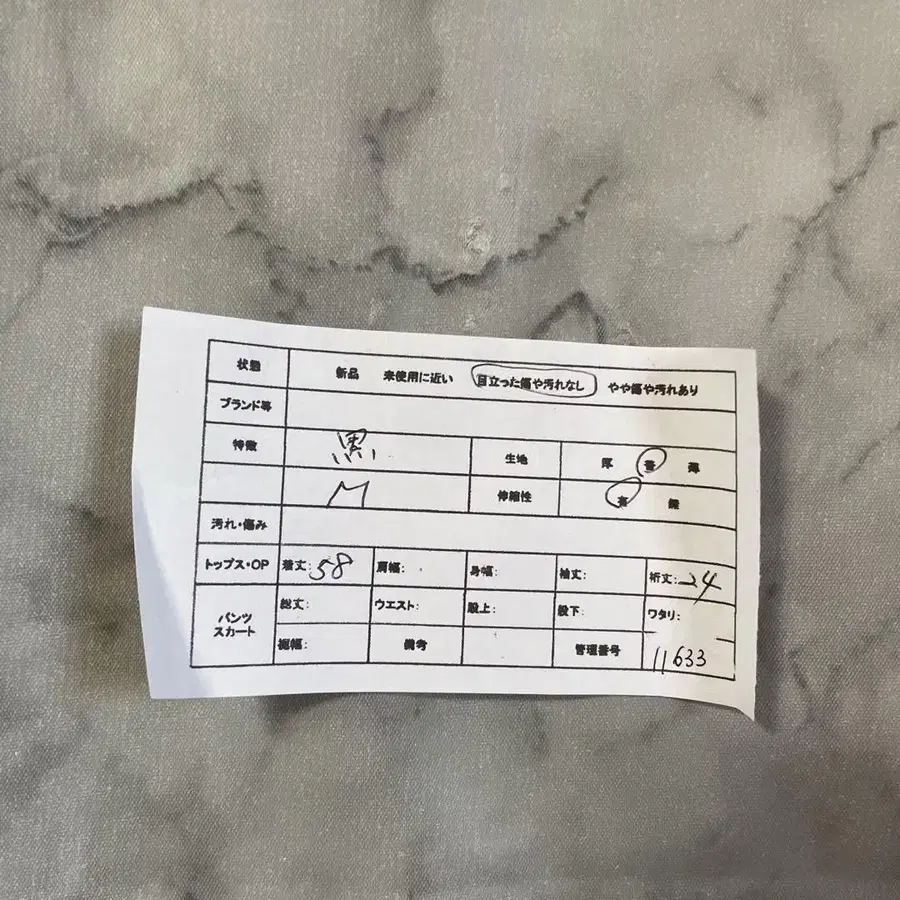 状態 新品 未使用に近い 目立った傷や汚れなし やや傷や汚れあり
ブランド等
特徴 黒 生地 厚 普 薄
M 伸縮性 有 無
汚れ・傷み
トップス・OP 着丈:58 肩幅: 身幅: 袖丈: 裄丈:24
パンツ スカート 総丈: ウエスト: 股上: 股下: ワタリ:
裾幅: 備考 管理番号 11633